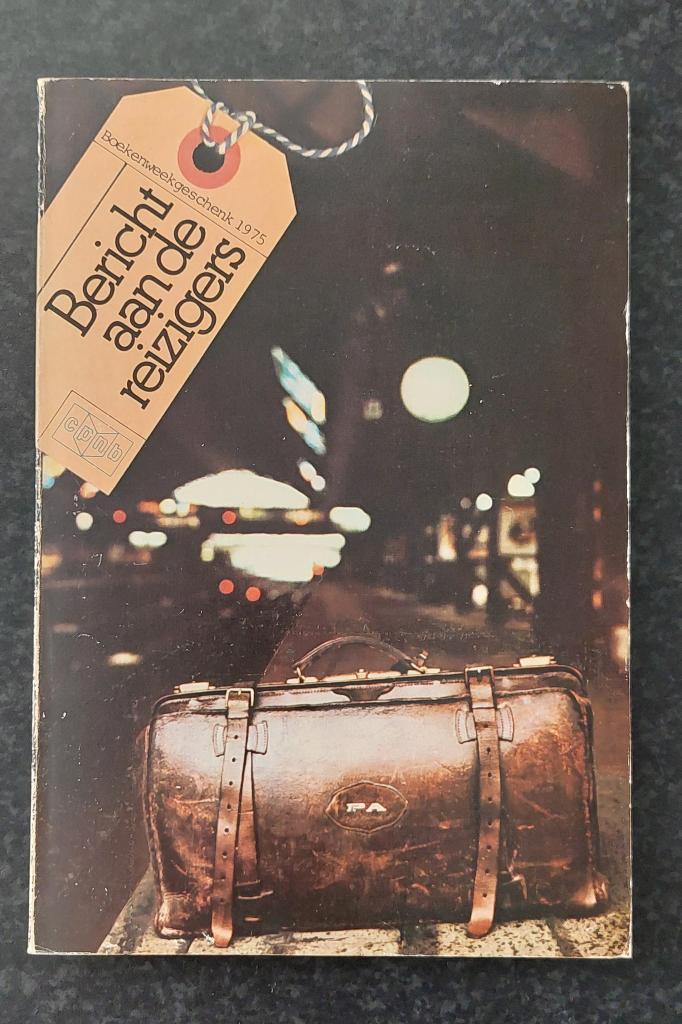 Boekenweekgeschenk 1975
Bericht
aan de
reizigers
cpnb
PA